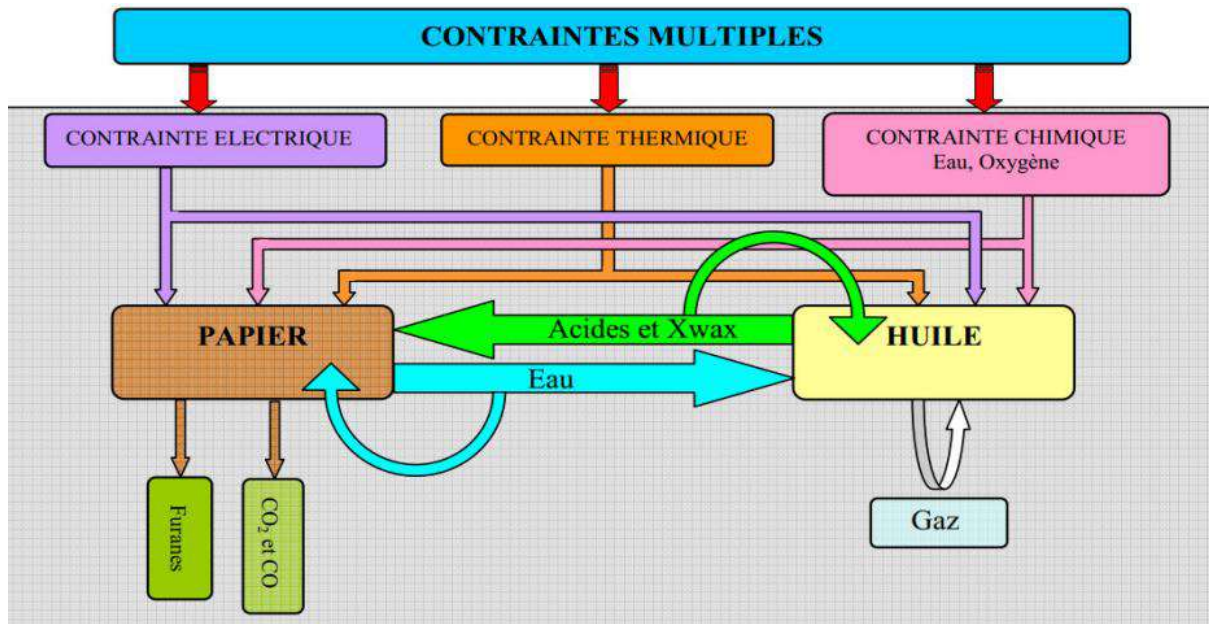 CONTRAINTES MULTIPLES
CONTRAINTE ELECTRIQUE
CONTRAINTE THERMIQUE
CONTRAINTE CHIMIQUE
Eau, Oxygène
PAPIER
Acides et Xwax
HUILE
Eau
Furanes
CO₂ et CO
Gaz